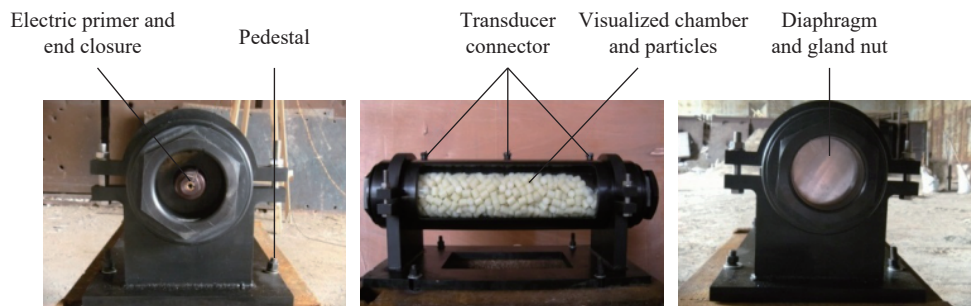 Electric primer and
end closure
Pedestal
Transducer
connector
Visualized chamber
and particles
Diaphragm
and gland nut